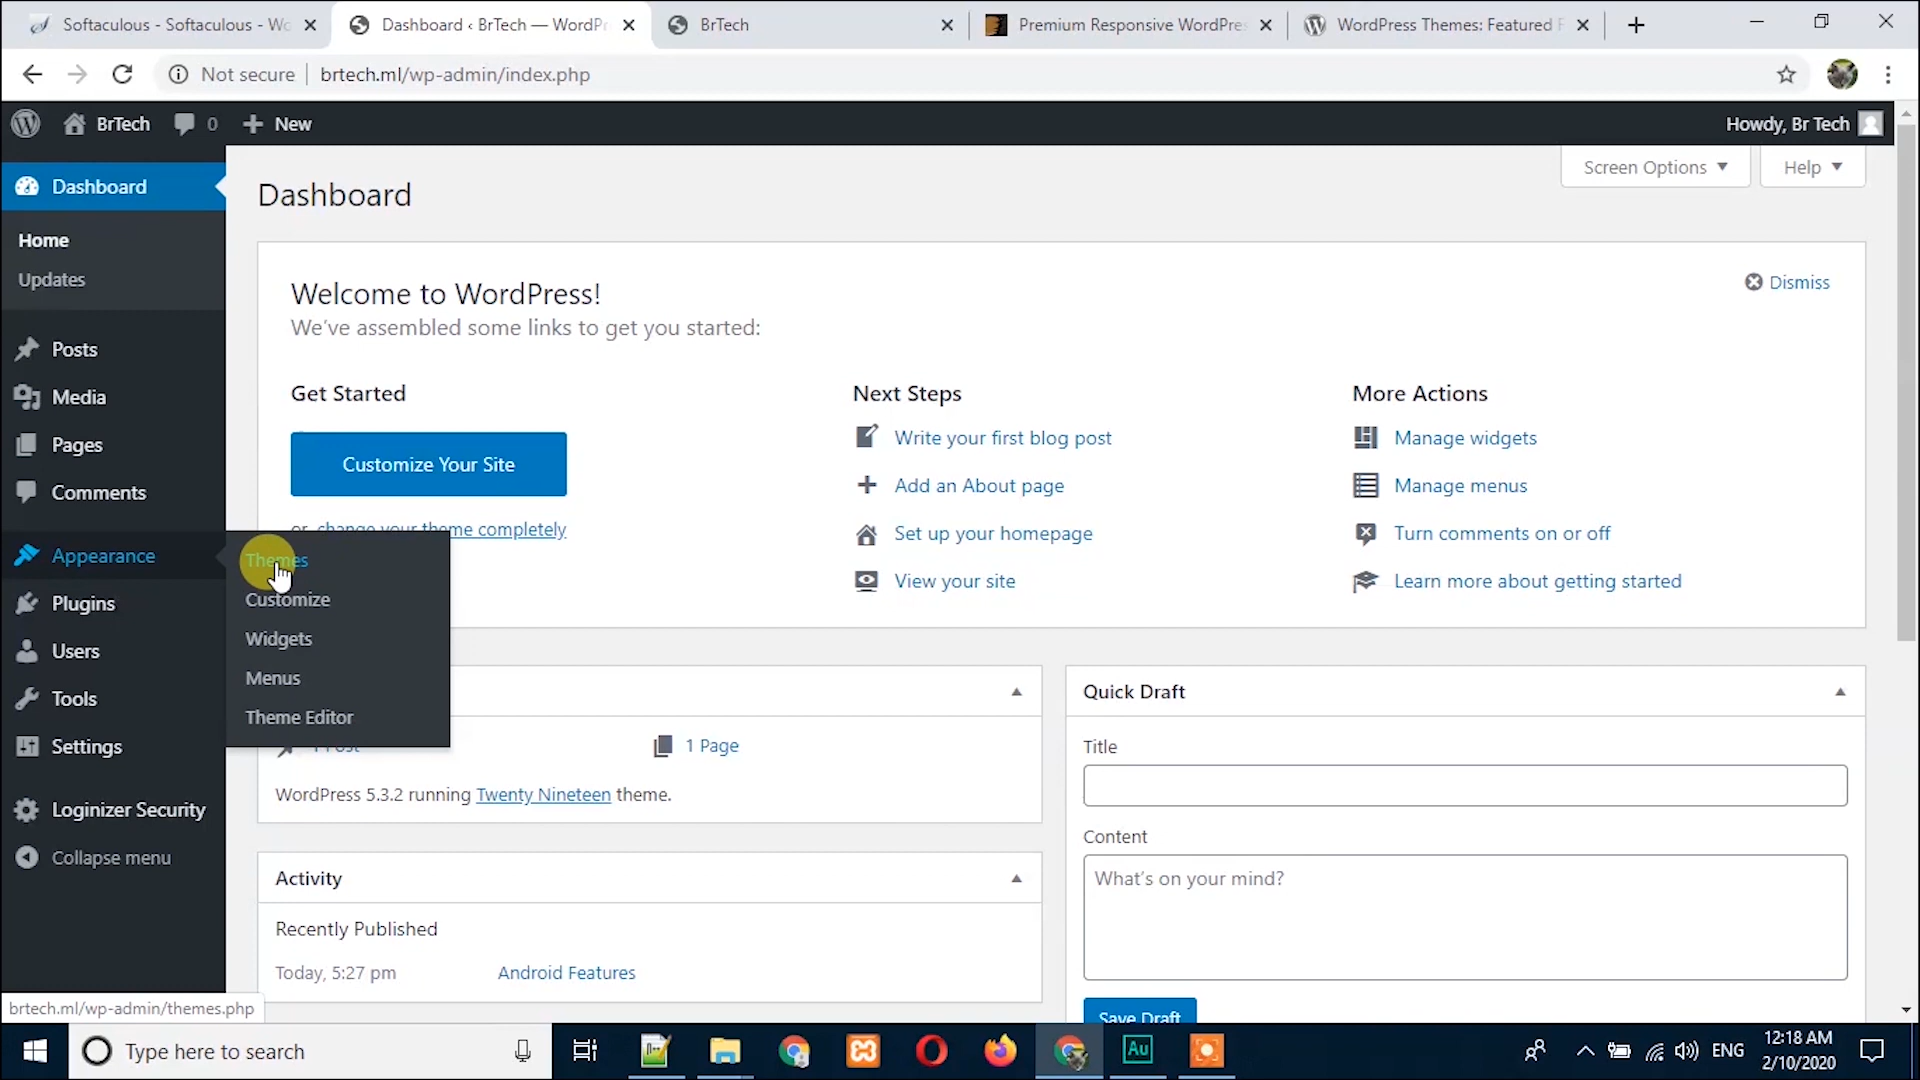 Softaculous - Softaculous - Wo
Dashboard ‹ BrTech — WordPr
BrTech
Premium Responsive WordPres
WordPress Themes: Featured F
Not secure
brtech.ml/wp-admin/index.php
BrTech
0
New
Howdy, Br Tech
Dashboard
Home
Updates
Posts
Media
Pages
Comments
Appearance
Plugins
Users
Tools
Settings
Loginizer Security
Collapse menu
Themes
Customize
Widgets
Menus
Theme Editor
Screen Options
Help
Dashboard
Welcome to WordPress!
We've assembled some links to get you started:
Dismiss
Get Started
Customize Your Site
or, change your theme completely
Next Steps
Write your first blog post
Add an About page
Set up your homepage
View your site
More Actions
Manage widgets
Manage menus
Turn comments on or off
Learn more about getting started
1 Post
1 Page
WordPress 5.3.2 running Twenty Nineteen theme.
Activity
Recently Published
Today, 5:27 pm
Android Features
Quick Draft
Title
Content
What's on your mind?
Save Draft
brtech.ml/wp-admin/themes.php
Type here to search
Au
ENG
12:18 AM
2/10/2020